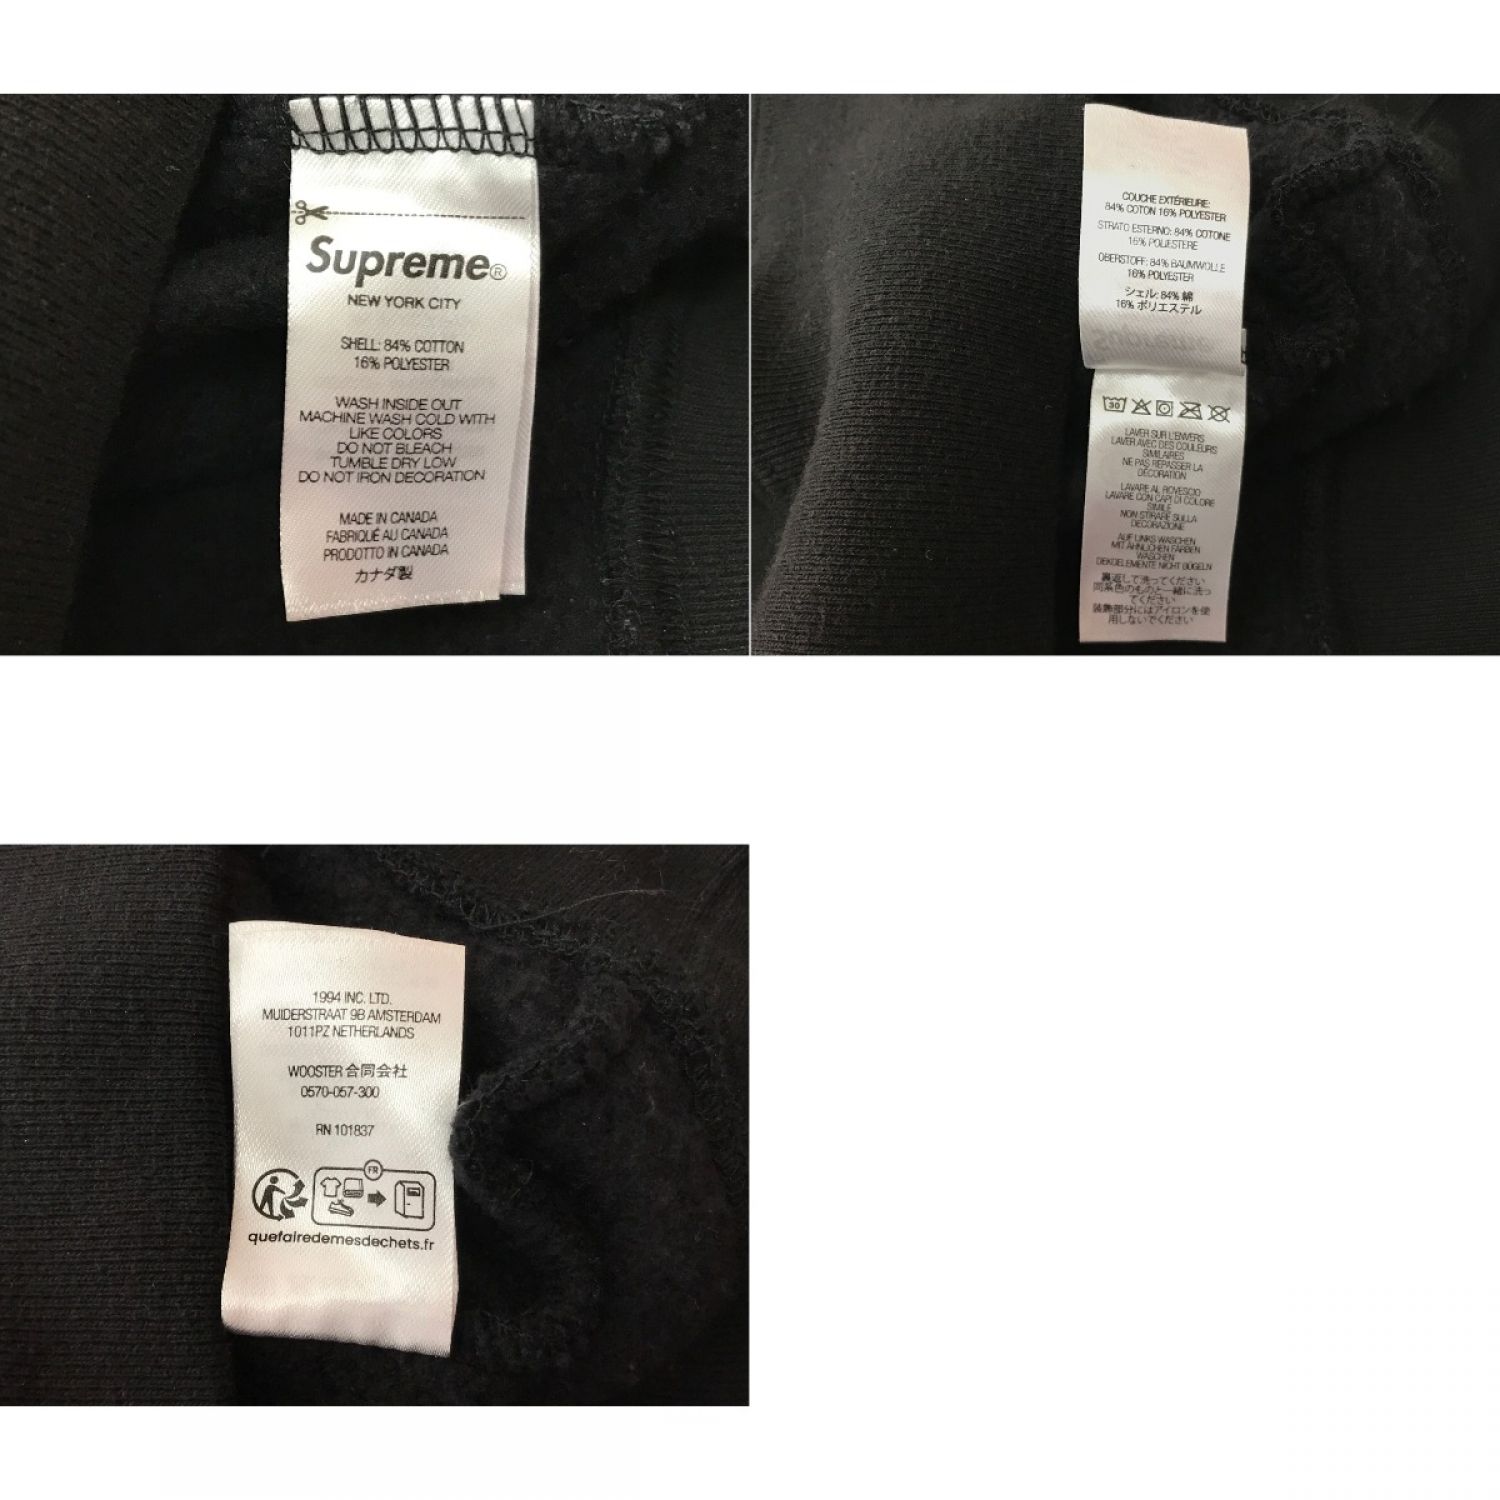 Supreme®
NEW YORK CITY
SHELL: 84% COTTON
16% POLYESTER
WASH INSIDE OUT
MACHINE WASH COLD WITH
LIKE COLORS
DO NOT BLEACH
TUMBLE DRY LOW
DO NOT IRON DECORATION
MADE IN CANADA
FABRIQUÉ AU CANADA
PRODOTTO IN CANADA
カナダ製
COUCHE EXTÉRIEURE:
84% COTON 16% POLYESTER
STRATO ESTERNO: 84% COTONE
16% POLIESTERE
OBERSTOFF: 84% BAUMWOLLE
16% POLYESTER
シェル: 84% 綿
16% ポリエステル
30
LAVER SUR L'ENVERS
LAVER AVEC DES COULEURS
SIMILAIRES
NE PAS REPASSER LA
DÉCORATION
LAVARE AL ROVESCIO
LAVARE CON CAPI DI COLORE
SIMILE
NON STIRARE SULLA
DECORAZIONE
AUF LINKS WASCHEN
MIT ÄHNLICHEN FARBEN
WASCHEN
DEKOELEMENTE NICHT BÜGELN
裏返して洗ってください
同系色のものと一緒に洗っ
てください
装飾部分にはアイロンを使
用しないでください
1994 INC. LTD.
MUIDERSTRAAT 9B AMSTERDAM
1011PZ NETHERLANDS
WOOSTER 合同会社
0570-057-300
RN 101837
FR
quefairedemesdechets.fr